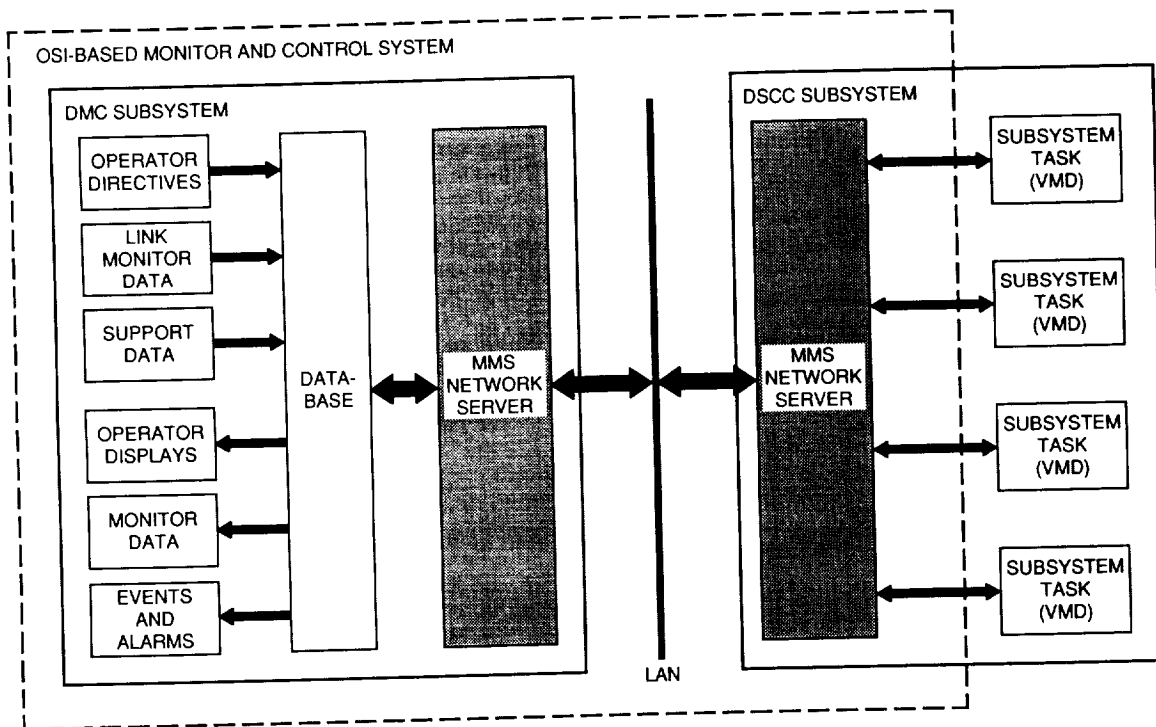 OSI-BASED MONITOR AND CONTROL SYSTEM
DMC SUBSYSTEM
OPERATOR
DIRECTIVES
LINK
MONITOR
DATA
SUPPORT
DATA
OPERATOR
DISPLAYS
MONITOR
DATA
EVENTS
AND
ALARMS
DATA-
BASE
MMS
NETWORK
SERVER
LAN
DSCC SUBSYSTEM
MMS
NETWORK
SERVER
SUBSYSTEM
TASK
(VMD)
SUBSYSTEM
TASK
(VMD)
SUBSYSTEM
TASK
(VMD)
SUBSYSTEM
TASK
(VMD)